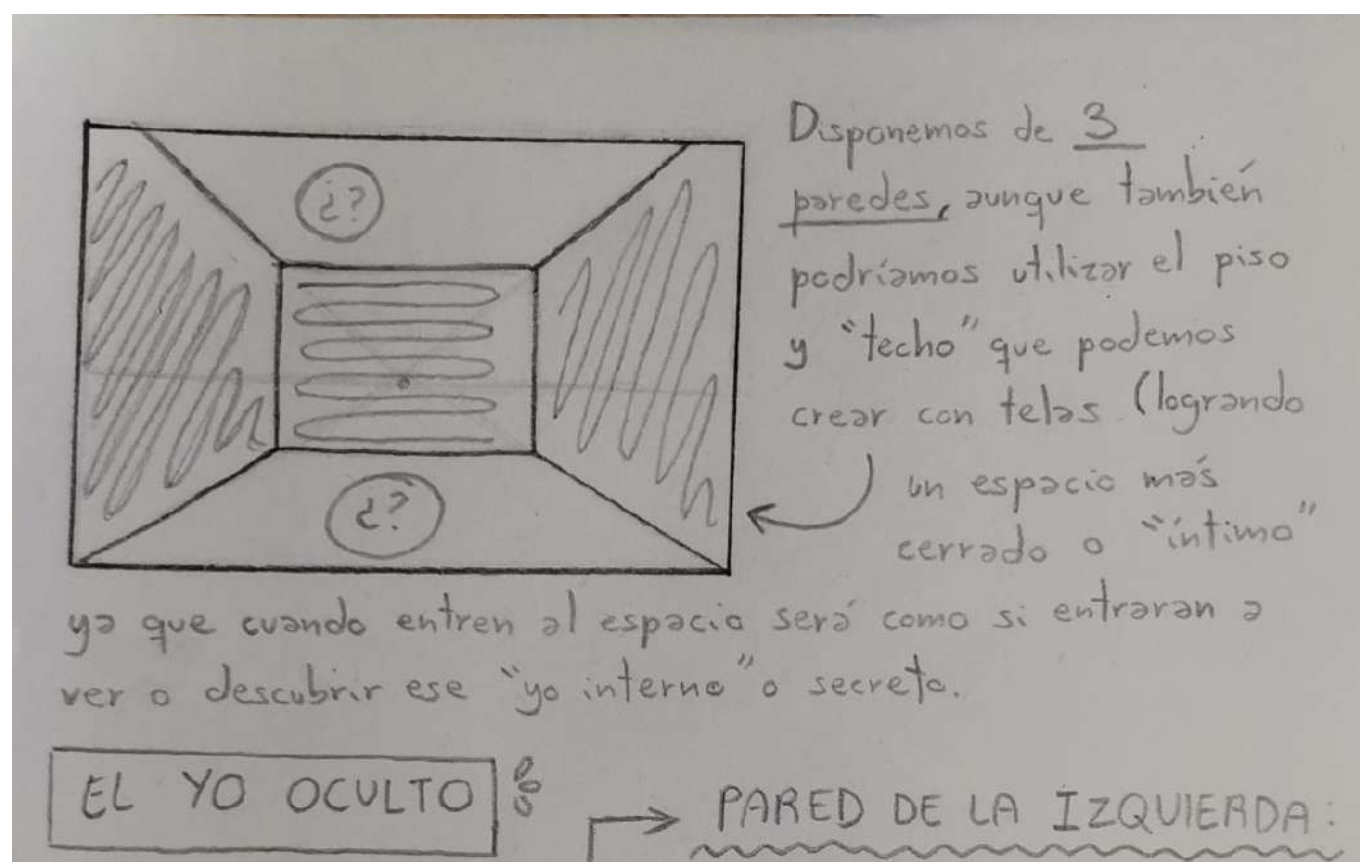 ¿?
¿?
Disponemos de 3
paredes, aunque también
podríamos utilizar el piso
y "techo" que podemos
crear con telas (logrando
un espacio más
cerrado o "íntimo"
ya que cuando entren al espacio será como si entraran a
ver o descubrir ese "yo interno" o secreto.
EL YO OCULTO
PARED DE LA IZQUIERDA: